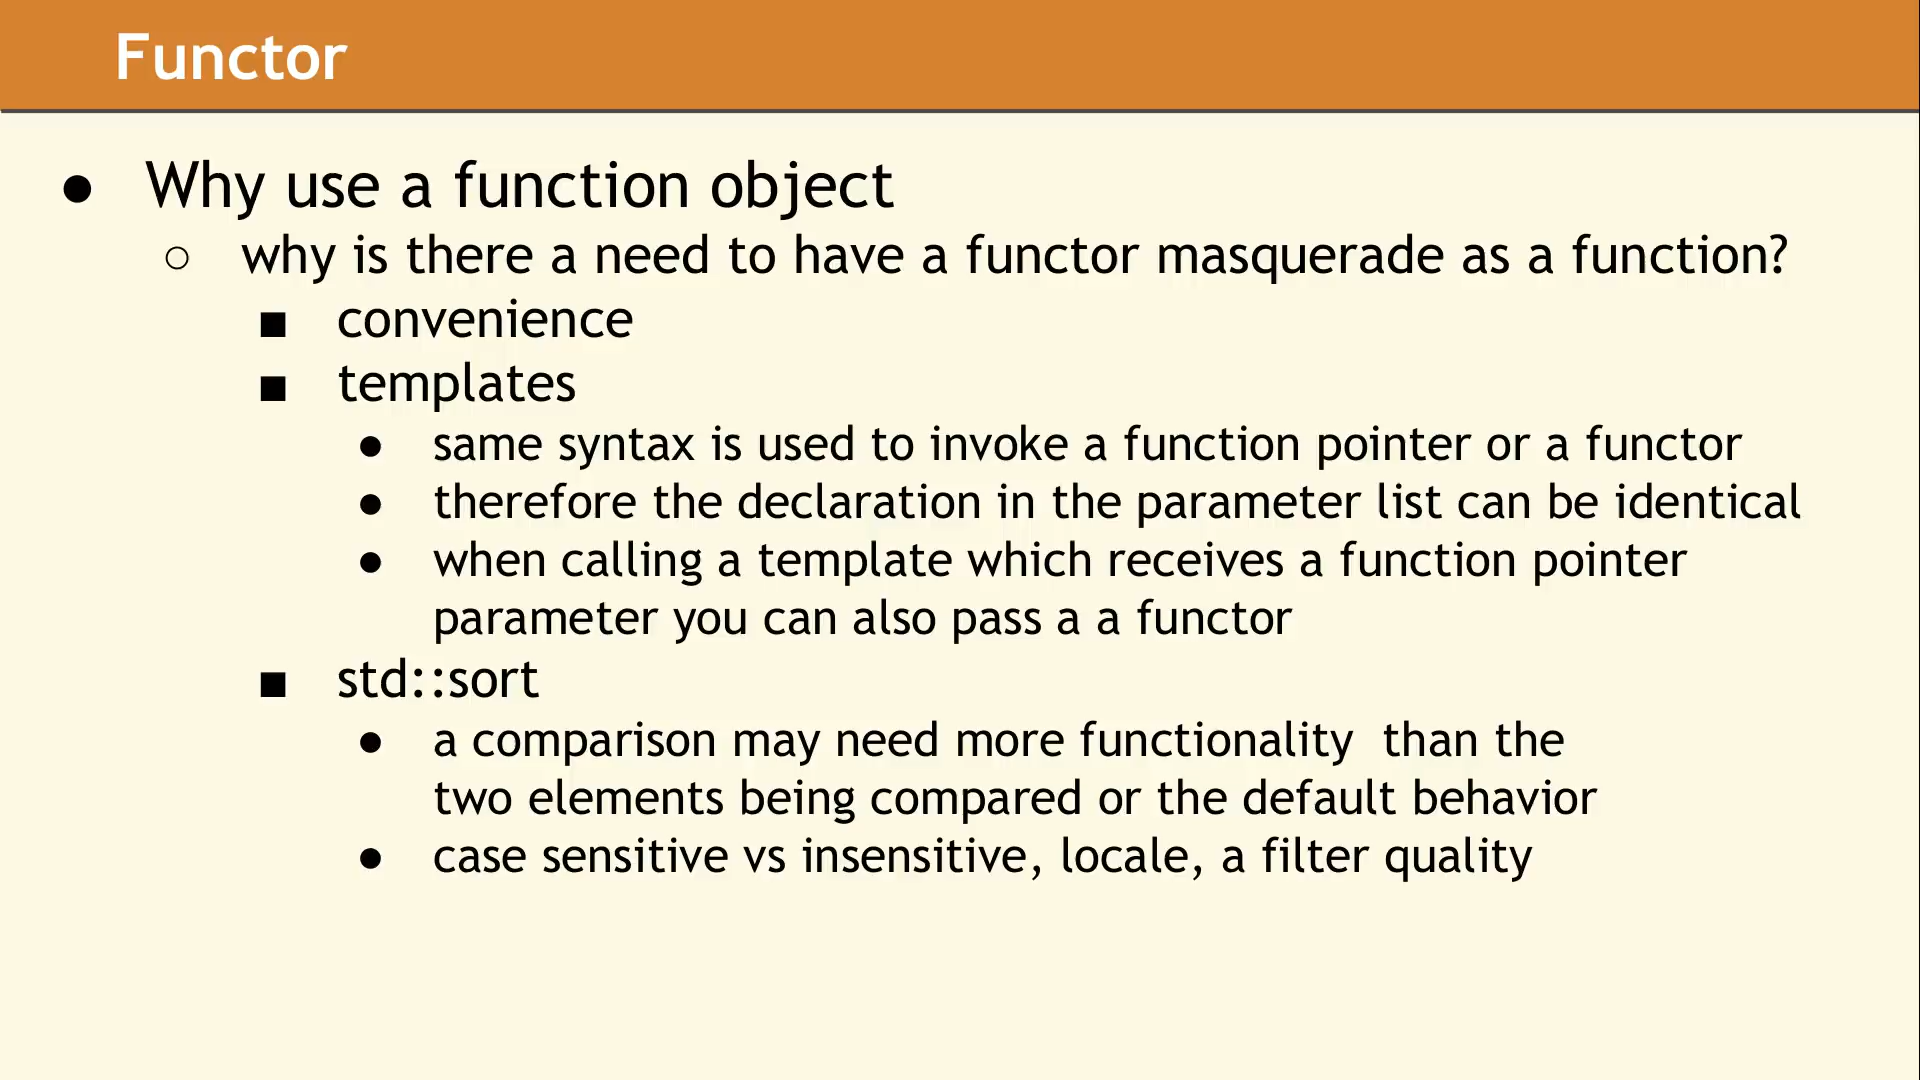 Functor
● Why use a function object
○ why is there a need to have a functor masquerade as a function?
■ convenience
■ templates
● same syntax is used to invoke a function pointer or a functor
● therefore the declaration in the parameter list can be identical
● when calling a template which receives a function pointer
parameter you can also pass a a functor
■ std::sort
● a comparison may need more functionality  than the
two elements being compared or the default behavior
● case sensitive vs insensitive, locale, a filter quality